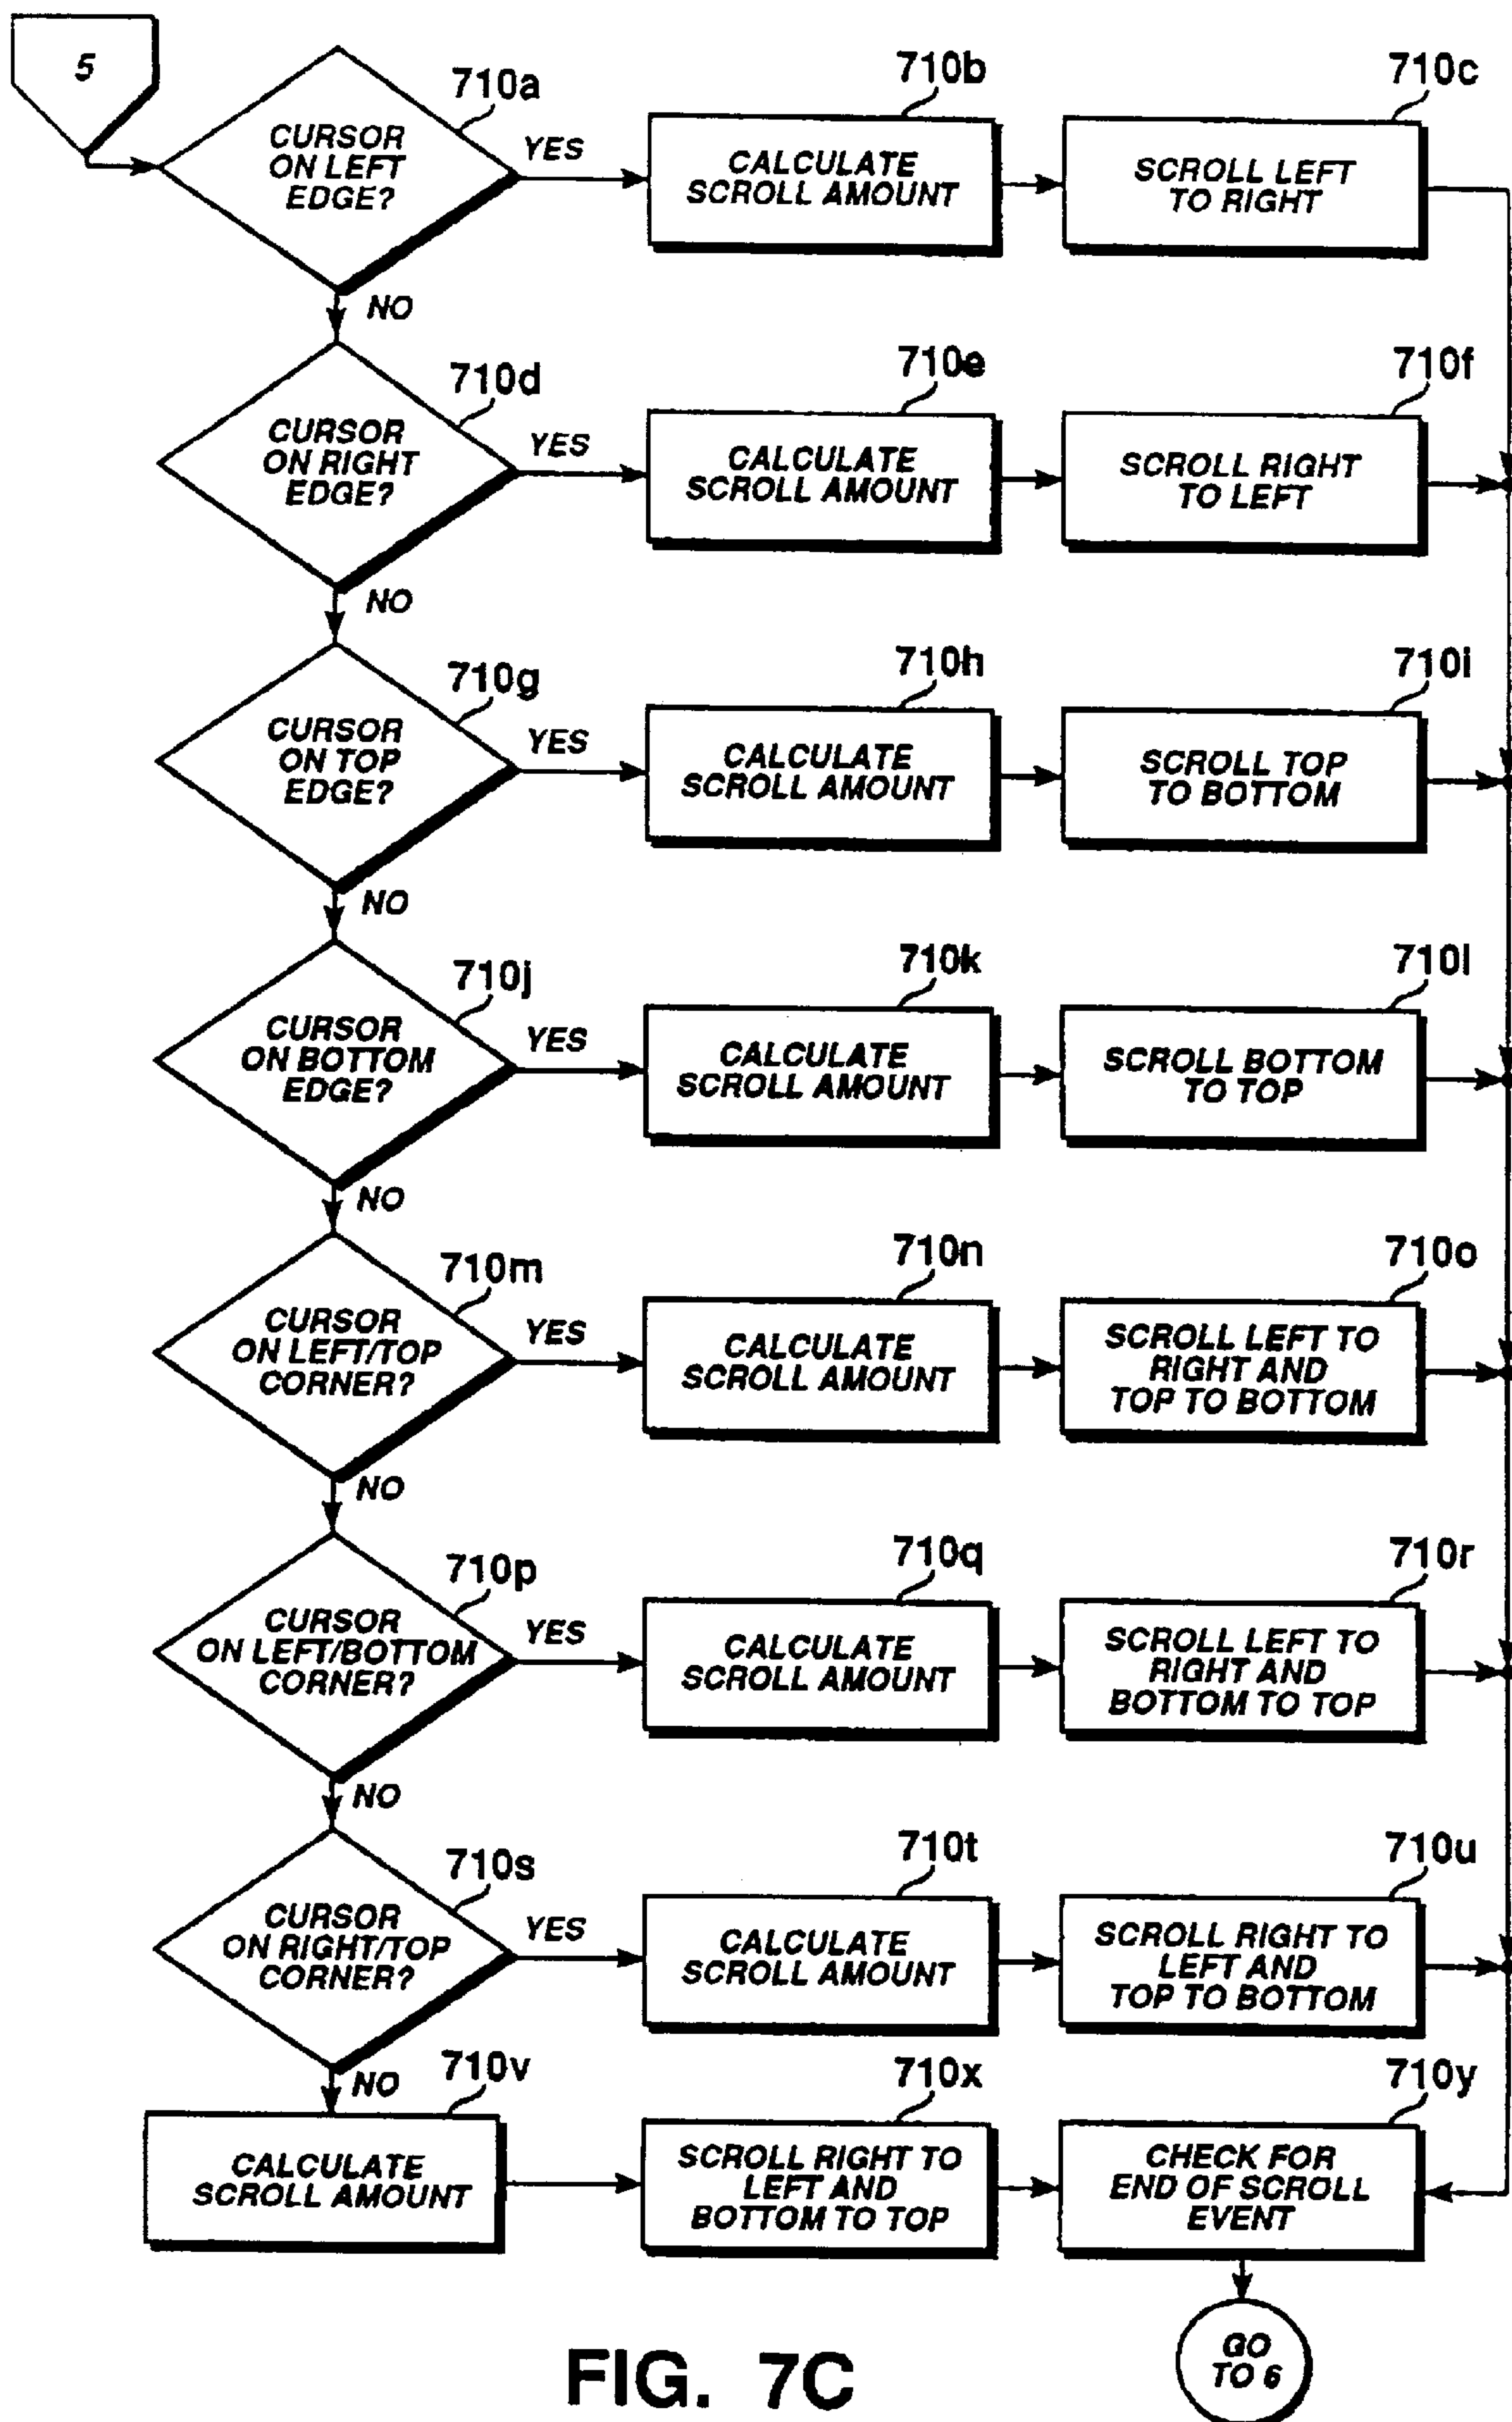 5
710a
CURSOR
ON LEFT
EDGE?
YES
710b
CALCULATE
SCROLL AMOUNT
710c
SCROLL LEFT
TO RIGHT
NO
710d
CURSOR
ON RIGHT
EDGE?
YES
710e
CALCULATE
SCROLL AMOUNT
710f
SCROLL RIGHT
TO LEFT
NO
710g
CURSOR
ON TOP
EDGE?
YES
710h
CALCULATE
SCROLL AMOUNT
710i
SCROLL TOP
TO BOTTOM
NO
710j
CURSOR
ON BOTTOM
EDGE?
YES
710k
CALCULATE
SCROLL AMOUNT
710l
SCROLL BOTTOM
TO TOP
NO
710m
CURSOR
ON LEFT/TOP
CORNER?
YES
710n
CALCULATE
SCROLL AMOUNT
710o
SCROLL LEFT TO
RIGHT AND
TOP TO BOTTOM
NO
710p
CURSOR
ON LEFT/BOTTOM
CORNER?
YES
710q
CALCULATE
SCROLL AMOUNT
710r
SCROLL LEFT TO
RIGHT AND
BOTTOM TO TOP
NO
710s
CURSOR
ON RIGHT/TOP
CORNER?
YES
710t
CALCULATE
SCROLL AMOUNT
710u
SCROLL RIGHT TO
LEFT AND
TOP TO BOTTOM
NO
710v
CALCULATE
SCROLL AMOUNT
710x
SCROLL RIGHT TO
LEFT AND
BOTTOM TO TOP
710y
CHECK FOR
END OF SCROLL
EVENT
GO
TO 6
FIG. 7C